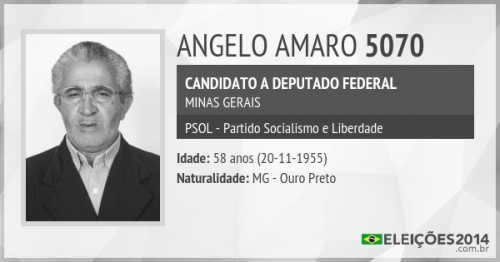 ANGELO AMARO 5070
CANDIDATO A DEPUTADO FEDERAL
MINAS GERAIS
PSOL - Partido Socialismo e Liberdade
Idade: 58 anos (20-11-1955)
Naturalidade: MG - Ouro Preto
ELEIÇÕES2014
.com.br